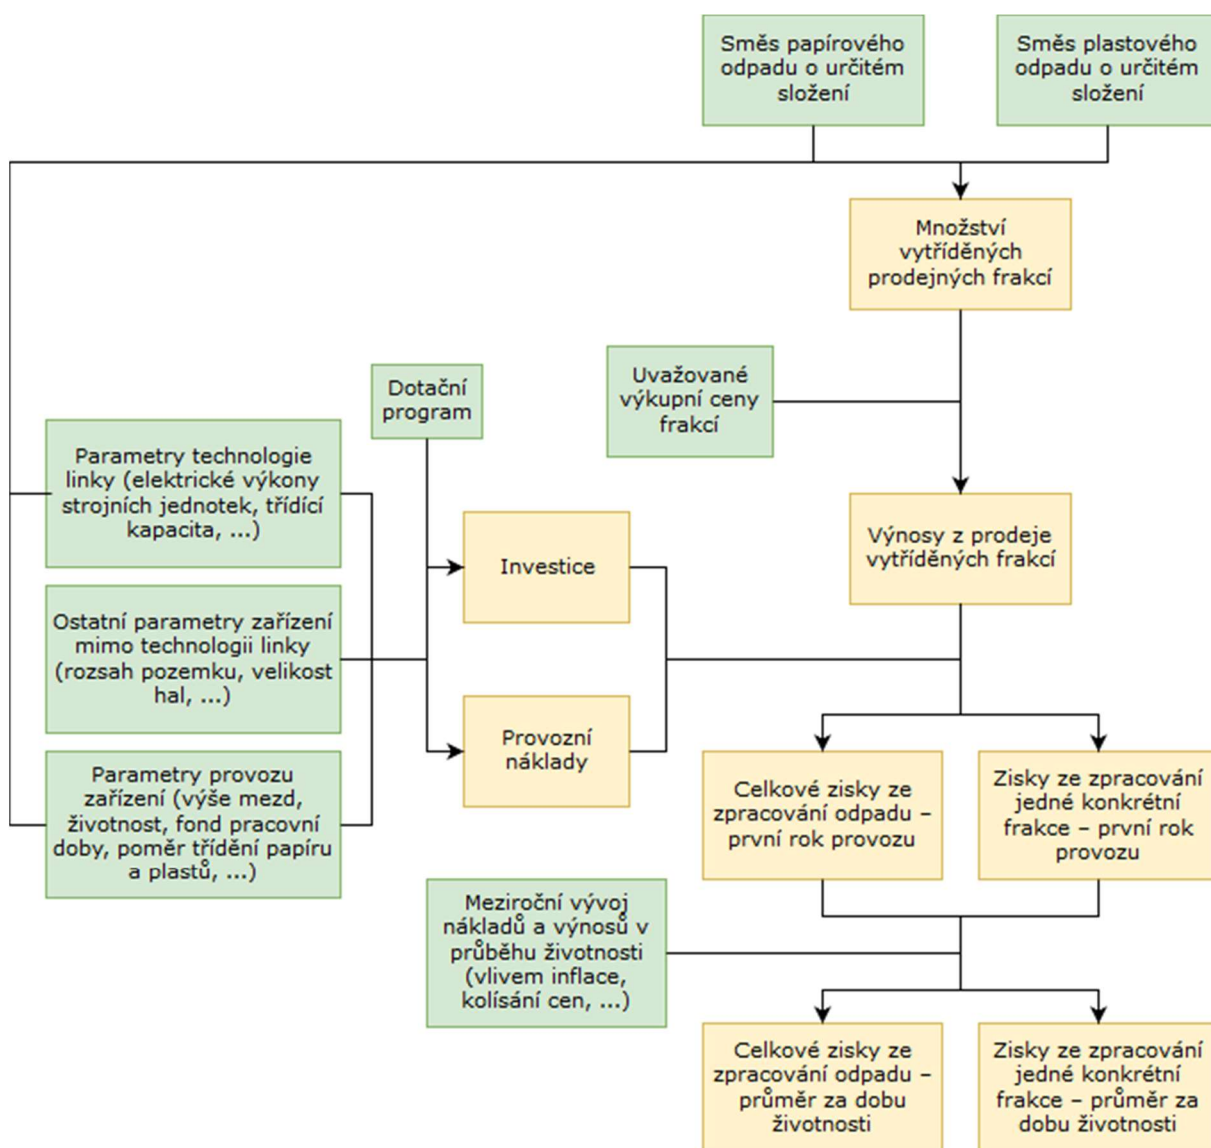 Směs papírového
odpadu o určitém
složení
Směs plastového
odpadu o určitém
složení
Množství
vytříděných
prodejných frakcí
Uvažované
výkupní ceny
frakcí
Dotační
program
Parametry technologie
linky (elektrické výkony
strojních jednotek, třídící
kapacita, ...)
Investice
Výnosy z prodeje
vytříděných frakcí
Ostatní parametry zařízení
mimo technologii linky
(rozsah pozemku, velikost
hal, ...)
Provozní
náklady
Parametry provozu
zařízení (výše mezd,
životnost, fond pracovní
doby, poměr třídění papíru
a plastů, ...)
Celkové zisky ze
zpracování odpadu –
první rok provozu
Zisky ze zpracování
jedné konkrétní
frakce – první rok
provozu
Meziroční vývoj
nákladů a výnosů v
průběhu životnosti
(vlivem inflace,
kolísání cen, ...)
Celkové zisky ze
zpracování odpadu –
průměr za dobu
životnosti
Zisky ze zpracování
jedné konkrétní
frakce – průměr za
dobu životnosti